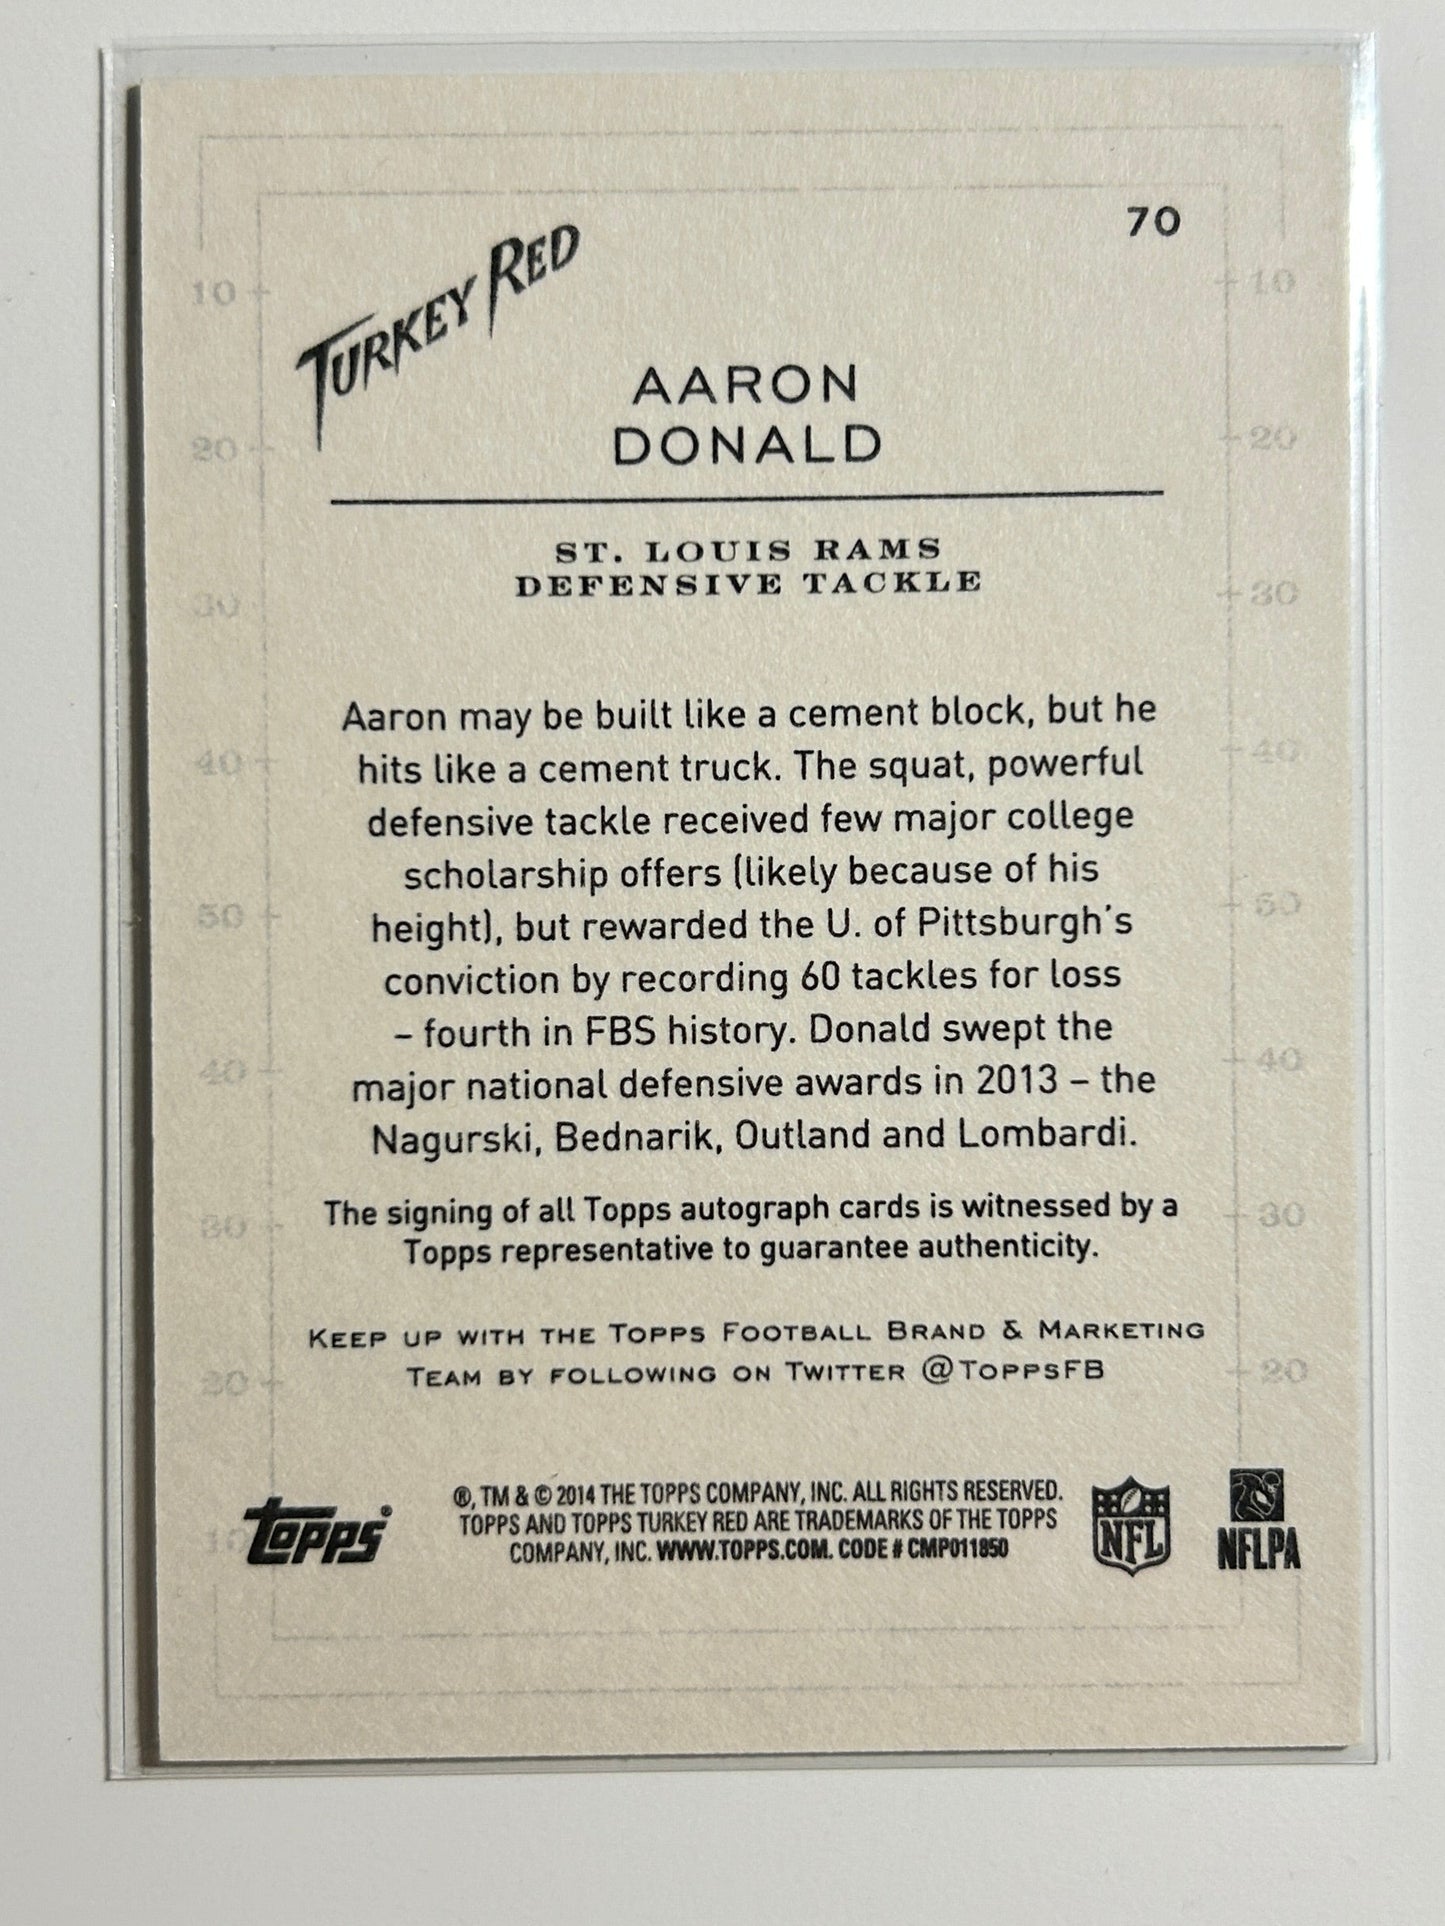 70
TURKEY RED
AARON
DONALD
ST. LOUIS RAMS
DEFENSIVE TACKLE
10 10
20 20
30 30
40 40
50 50
40 40
30 30
20 20
10
Aaron may be built like a cement block, but he
hits like a cement truck. The squat, powerful
defensive tackle received few major college
scholarship offers (likely because of his
height), but rewarded the U. of Pittsburgh's
conviction by recording 60 tackles for loss
– fourth in FBS history. Donald swept the
major national defensive awards in 2013 – the
Nagurski, Bednarik, Outland and Lombardi.
The signing of all Topps autograph cards is witnessed by a
Topps representative to guarantee authenticity.
KEEP UP WITH THE TOPPS FOOTBALL BRAND & MARKETING
TEAM BY FOLLOWING ON TWITTER @TOPPSFB
topps®
®, TM & © 2014 THE TOPPS COMPANY, INC. ALL RIGHTS RESERVED.
TOPPS AND TOPPS TURKEY RED ARE TRADEMARKS OF THE TOPPS
COMPANY, INC. WWW.TOPPS.COM. CODE # CMP011850
NFL
NFLPA